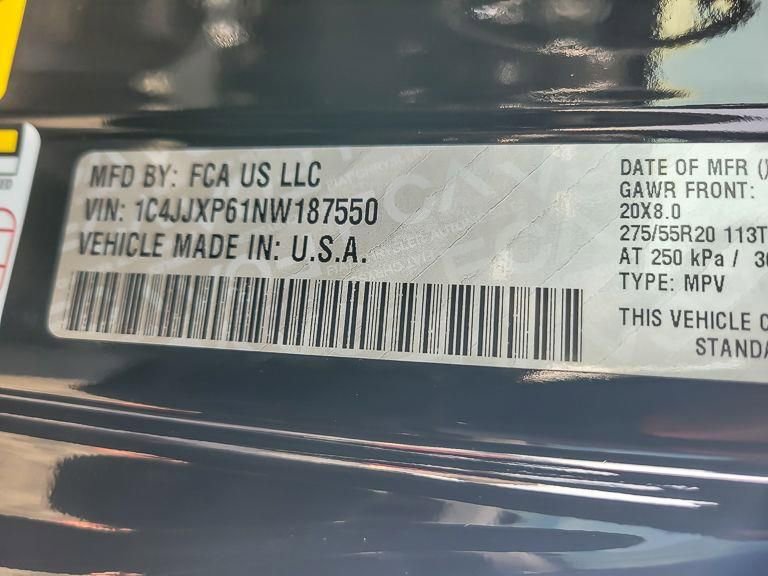 MFD BY: FCA US LLC
VIN: 1C4JJXP61NW187550
VEHICLE MADE IN: U.S.A.
DATE OF MFR ()
GAWR FRONT:
20X8.0
275/55R20 113T
AT 250 kPa /
TYPE: MPV
THIS VEHICLE